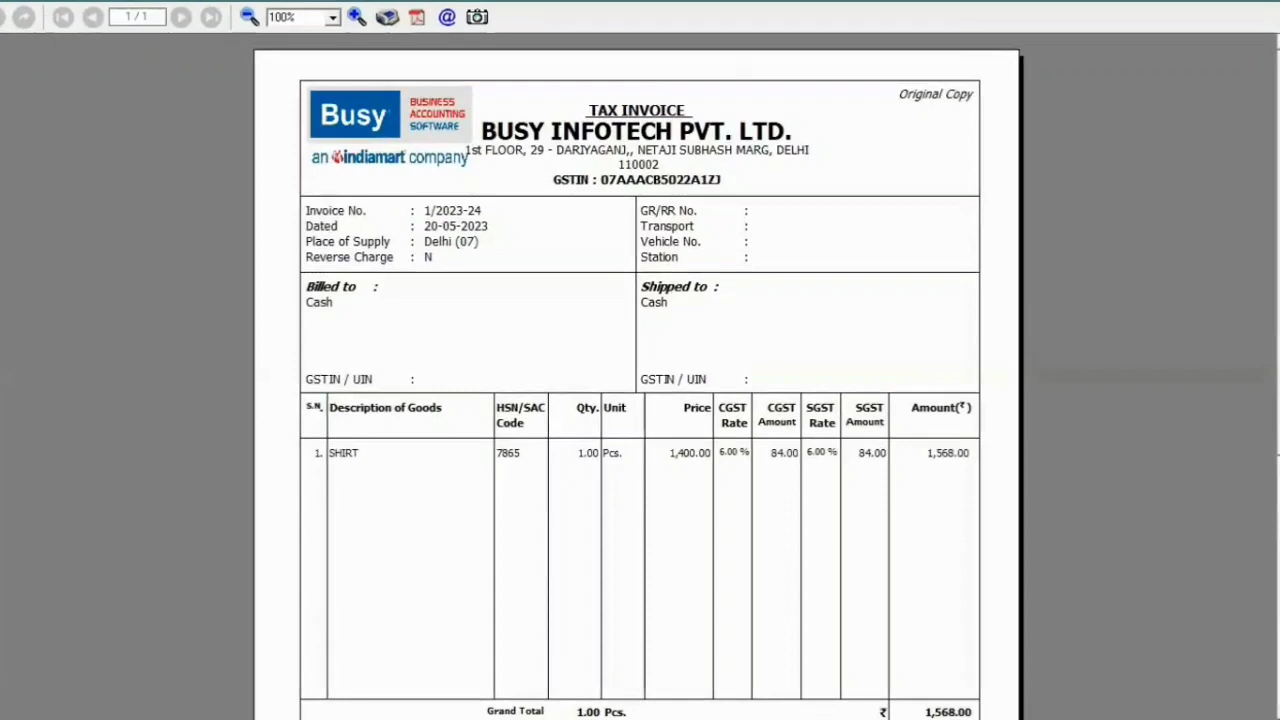 1 / 1
100%
Original Copy
Busy BUSINESS ACCOUNTING SOFTWARE
an indiamart company
TAX INVOICE
BUSY INFOTECH PVT. LTD.
1st FLOOR, 29 - DARIYAGANJ,, NETAJI SUBHASH MARG, DELHI
110002
GSTIN : 07AAACB5022A1ZJ
Invoice No. : 1/2023-24 GR/RR No. :
Dated : 20-05-2023 Transport :
Place of Supply : Delhi (07) Vehicle No. :
Reverse Charge : N Station :
Billed to : Shipped to :
Cash Cash
GSTIN / UIN : GSTIN / UIN :
S.N. Description of Goods HSN/SAC Qty. Unit Price CGST CGST SGST SGST Amount(₹ )
Code Rate Amount Rate Amount
1. SHIRT 7865 1.00 Pcs. 1,400.00 6.00 % 84.00 6.00 % 84.00 1,568.00
Grand Total 1.00 Pcs. ₹ 1,568.00